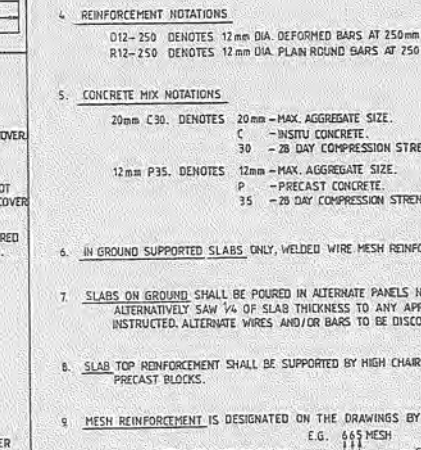 4. REINFORCEMENT NOTATIONS
D12-250 DENOTES 12mm DIA. DEFORMED BARS AT 250mm
R12-250 DENOTES 12mm DIA. PLAN ROUND BARS AT 250
5. CONCRETE MIX NOTATIONS
20mm C30. DENOTES 20mm - MAX. AGGREGATE SIZE.
C - INSITU CONCRETE.
30 - 28 DAY COMPRESSION STRE
12mm P35. DENOTES 12mm - MAX. AGGREGATE SIZE.
P - PRECAST CONCRETE.
35 - 28 DAY COMPRESSION STREN
6. IN GROUND SUPPORTED SLABS ONLY, WELDED WIRE MESH REINFO
7. SLABS ON GROUND SHALL BE POURED IN ALTERNATE PANELS N
ALTERNATIVELY SAW 1/4 OF SLAB THICKNESS TO ANY APP
INSTRUCTED. ALTERNATE WIRES AND/OR BARS TO BE DISCO
8. SLAB TOP REINFORCEMENT SHALL BE SUPPORTED BY HIGH CHAIR
PRECAST BLOCKS.
9 MESH REINFORCEMENT IS DESIGNATED ON THE DRAWINGS BY
E.G. 665 MESH
OVER.
OT
COVER
RED
ER